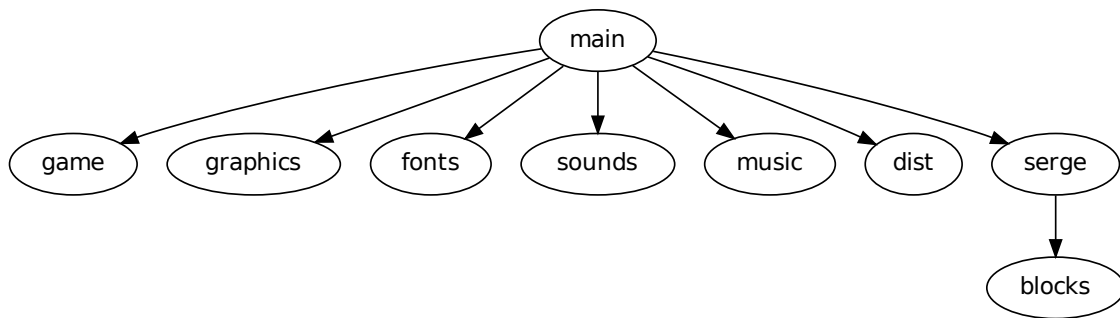 main
game
graphics
fonts
sounds
music
dist
serge
blocks